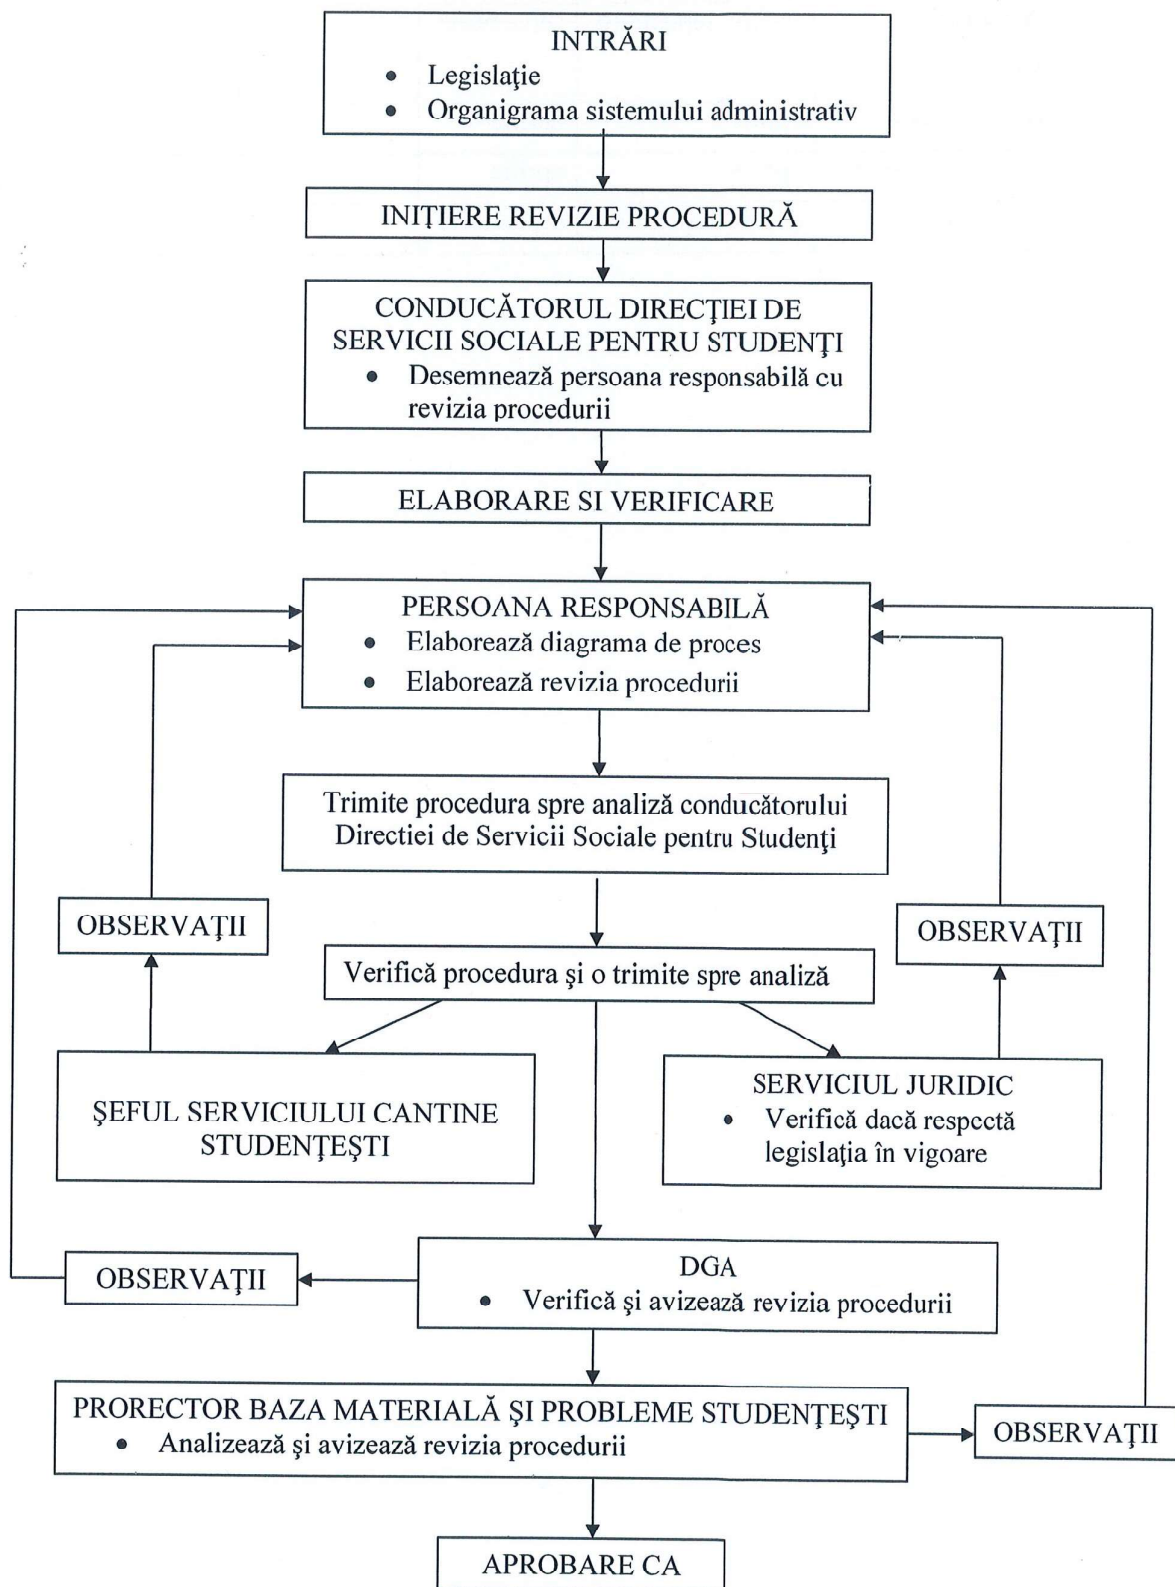 INTRĂRI
• Legislaţie
• Organigrama sistemului administrativ
INIŢIERE REVIZIE PROCEDURĂ
CONDUCĂTORUL DIRECŢIEI DE
SERVICII SOCIALE PENTRU STUDENŢI
• Desemnează persoana responsabilă cu
revizia procedurii
ELABORARE SI VERIFICARE
PERSOANA RESPONSABILĂ
• Elaborează diagrama de proces
• Elaborează revizia procedurii
Trimite procedura spre analiză conducătorului
Directiei de Servicii Sociale pentru Studenţi
OBSERVAŢII
OBSERVAŢII
Verifică procedura şi o trimite spre analiză
ŞEFUL SERVICIULUI CANTINE
STUDENŢEŞTI
SERVICIUL JURIDIC
• Verifică dacă respectă
legislaţia în vigoare
OBSERVAŢII
DGA
• Verifică şi avizează revizia procedurii
PRORECTOR BAZA MATERIALĂ ŞI PROBLEME STUDENŢEŞTI
• Analizează şi avizează revizia procedurii
OBSERVAŢII
APROBARE CA